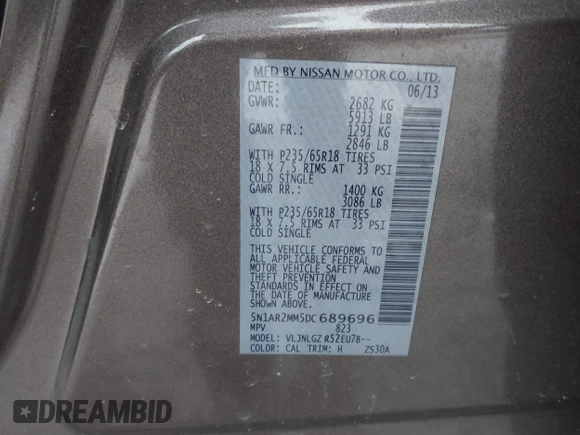 MFD BY NISSAN MOTOR CO., LTD.
DATE: 06/13
GVWR: 2682 KG
5913 LB
GAWR FR.: 1291 KG
2846 LB
WITH P235/65R18 TIRES
18 X 7.5 RIMS AT 33 PSI
COLD SINGLE
GAWR RR.: 1400 KG
3086 LB
WITH P235/65R18 TIRES
18 X 7.5 RIMS AT 33 PSI
COLD SINGLE
THIS VEHICLE CONFORMS TO
ALL APPLICABLE FEDERAL
MOTOR VEHICLE SAFETY AND
THEFT PREVENTION
STANDARDS IN EFFECT ON
THE DATE OF MANUFACTURE
SHOWN ABOVE.
5N1AR2MM5DC689696
MPV 823
MODEL: VLJNLGZ R52EU7B--
COLOR: CAL TRIM: H ZS30A
DREAMBID